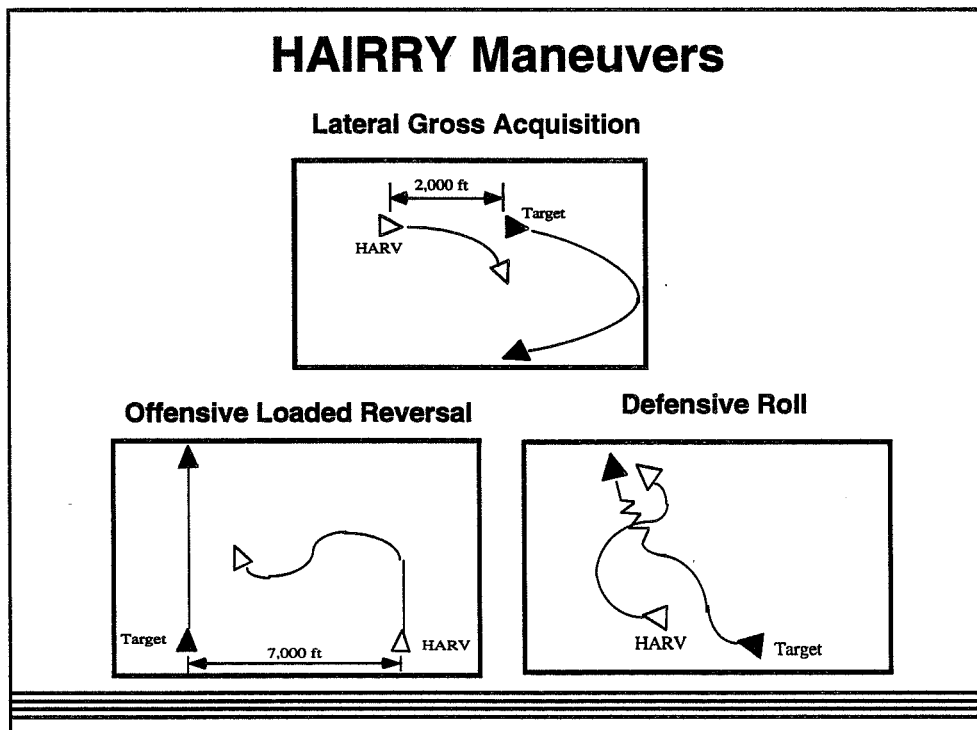 HAIRRY Maneuvers
Lateral Gross Acquisition
2,000 ft
Target
HARV
Offensive Loaded Reversal
Target
7,000 ft
HARV
Defensive Roll
HARV
Target